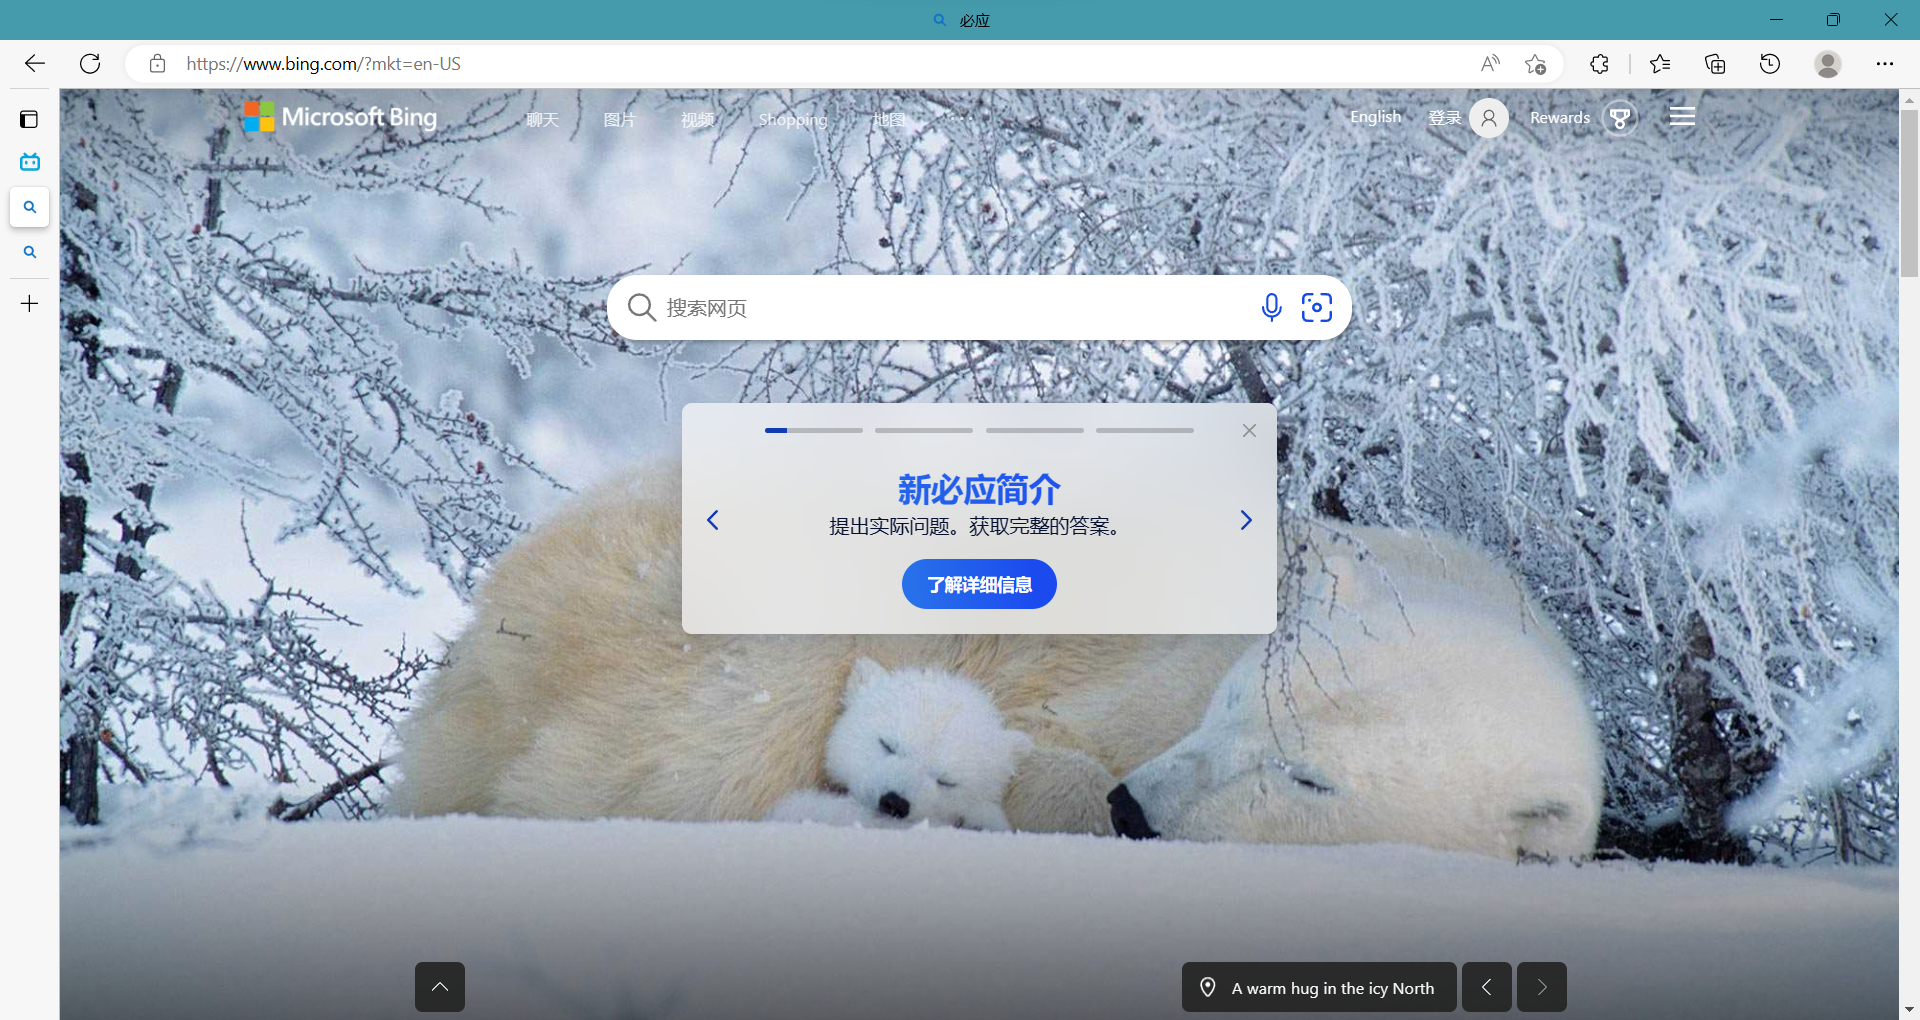 必应
https://www.bing.com/?mkt=en-US
Microsoft Bing
聊天 图片 视频 Shopping 地图 ...
English 登录 Rewards
搜索网页
新必应简介
提出实际问题。获取完整的答案。
了解详细信息
A warm hug in the icy North